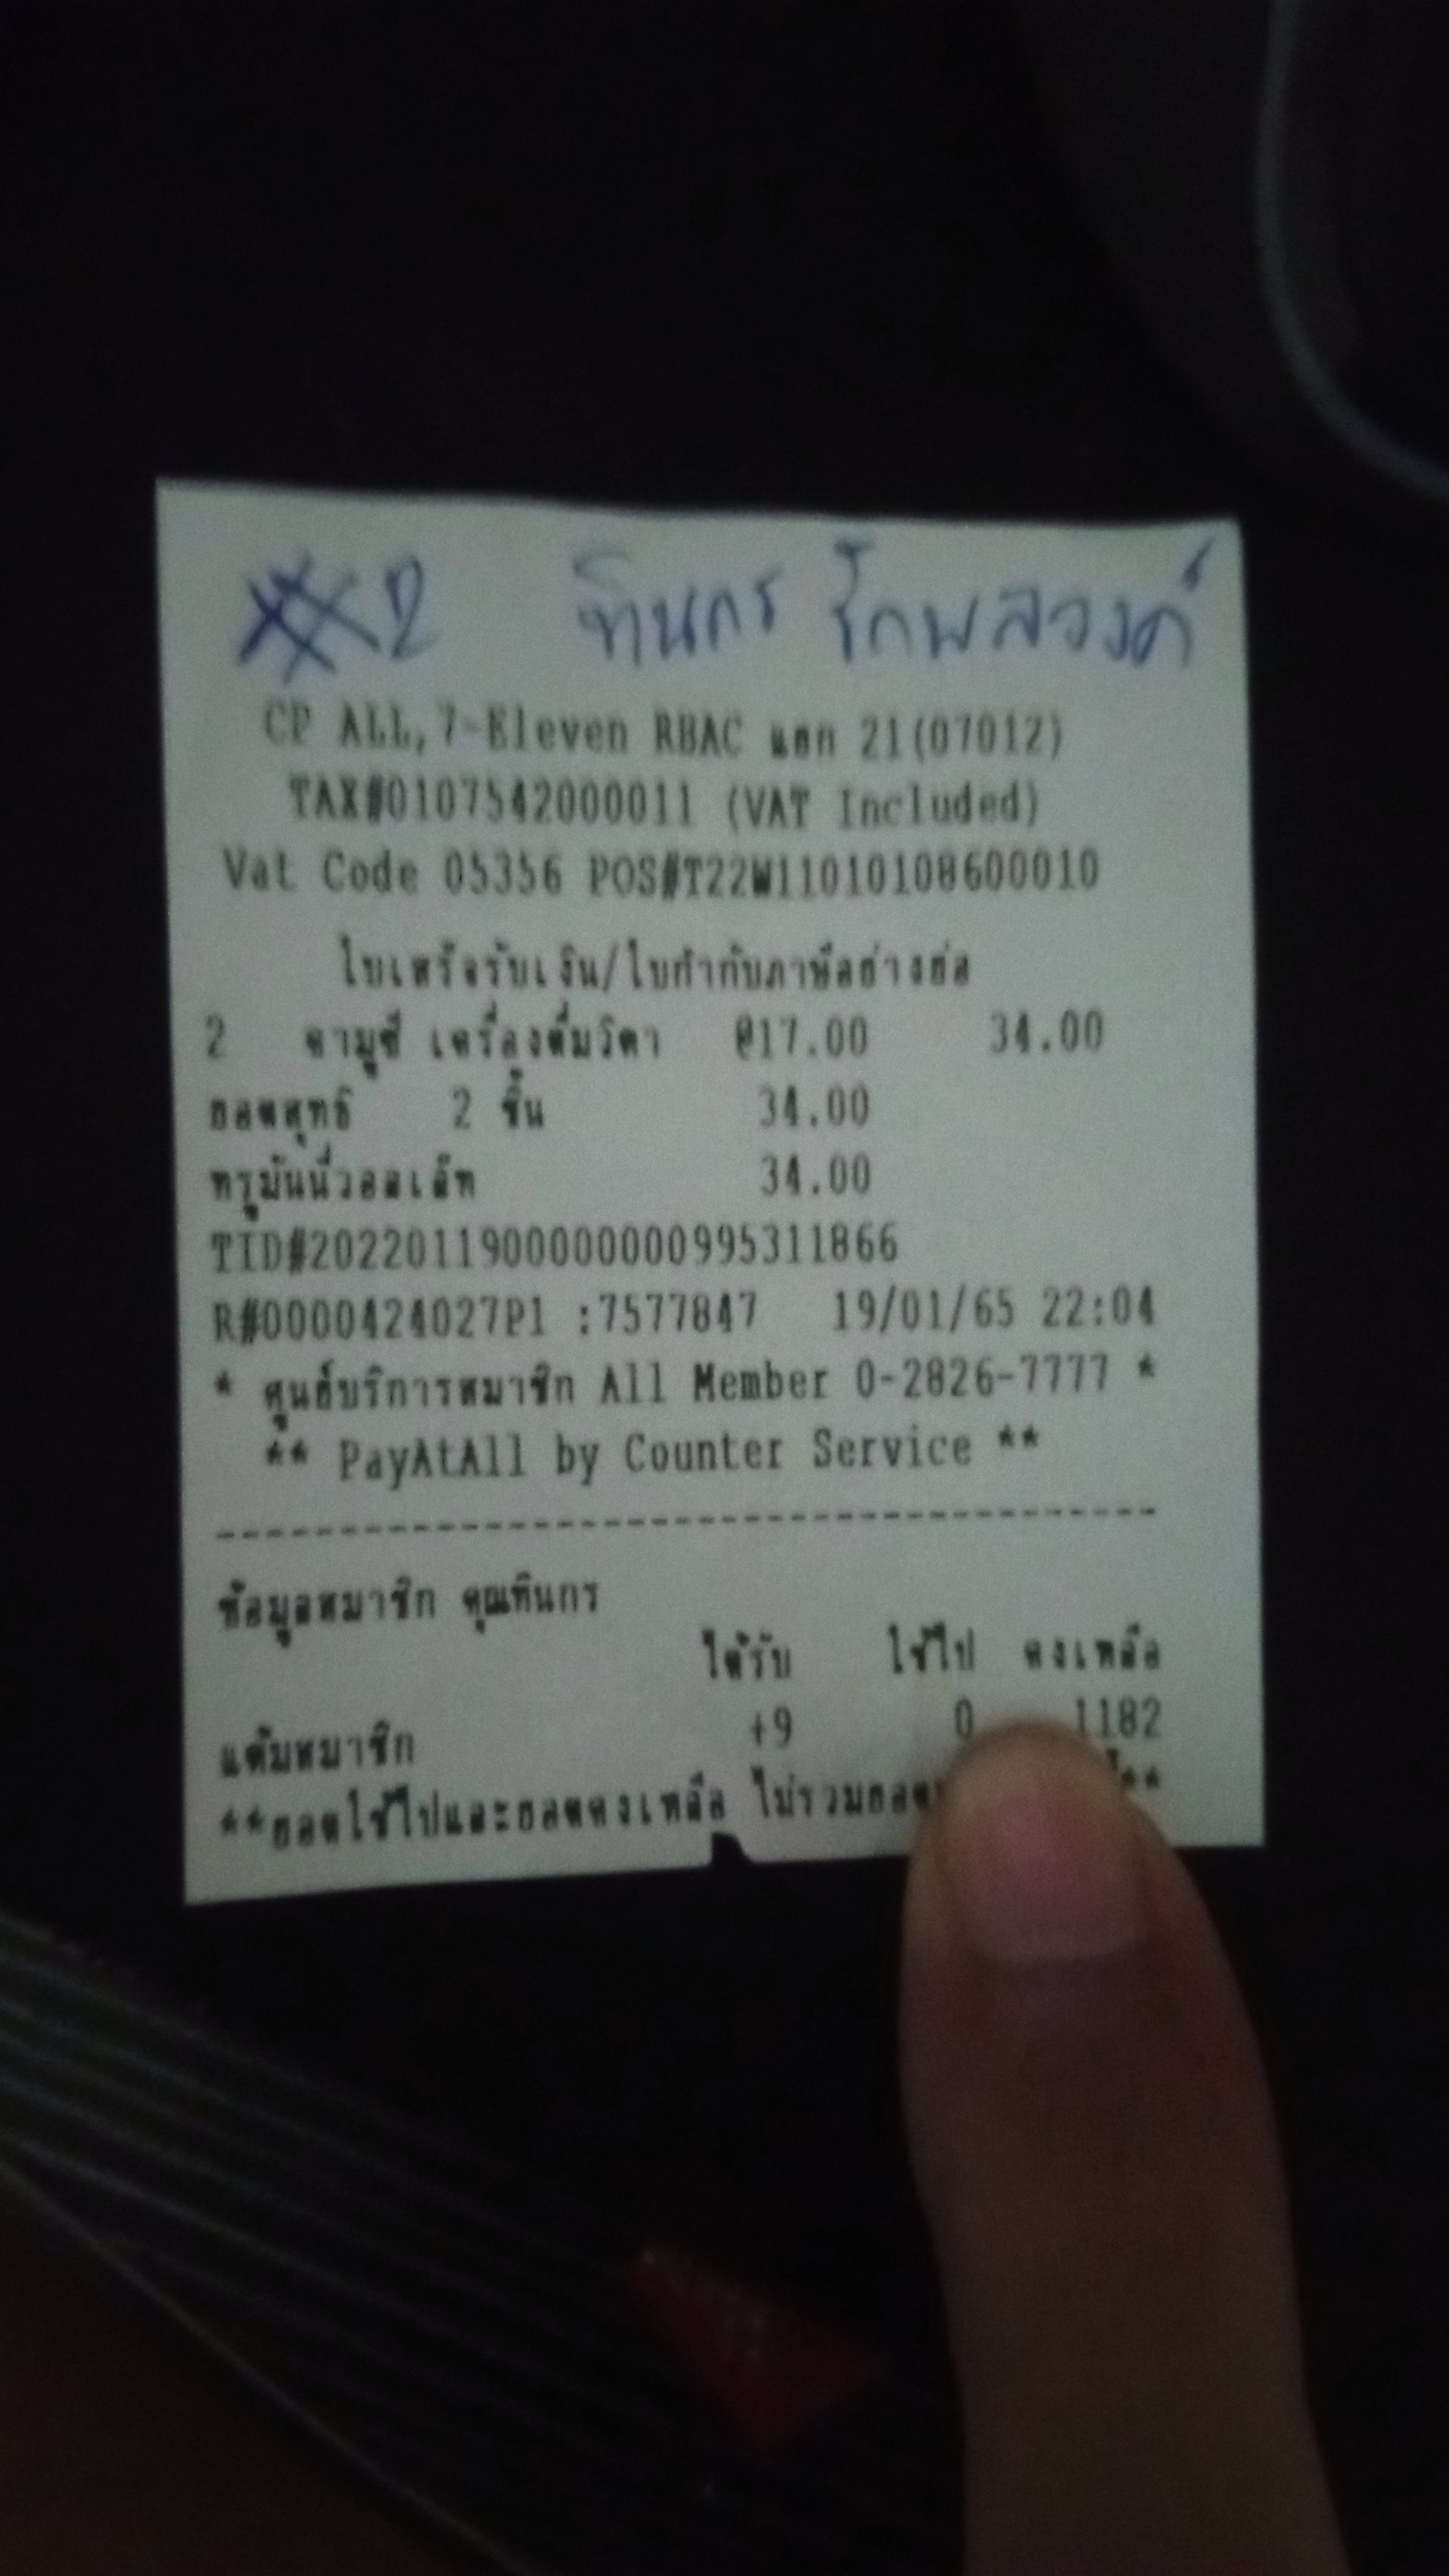 ทินกร รักพลวงค์
CP ALL,7-Eleven RBAC แยก 21(07012)
TAX#0107542000011 (VAT Included)
Vat Code 05356 POS#T22W11010108600010
ใบเสร็จรับเงิน/ใบกำกับภาษีอย่างย่อ
2 คามูซี เครื่องดื่มวิตา @17.00 34.00
ยอดสุทธิ 2 ชิ้น 34.00
ทรูมันนี่วอลเล็ท 34.00
TID#20220119000000000995311866
R#0000424027P1 :7577847 19/01/65 22:04
* ศูนย์บริการสมาชิก All Member 0-2826-7777 *
** PayAtAll by Counter Service **
ข้อมูลสมาชิก คุณทินกร
ได้รับ ใช้ไป คงเหลือ
แต้มสมาชิก +9 0 1182
**ยอดใช้ไปและยอดคงเหลือ ไม่รวมยอด